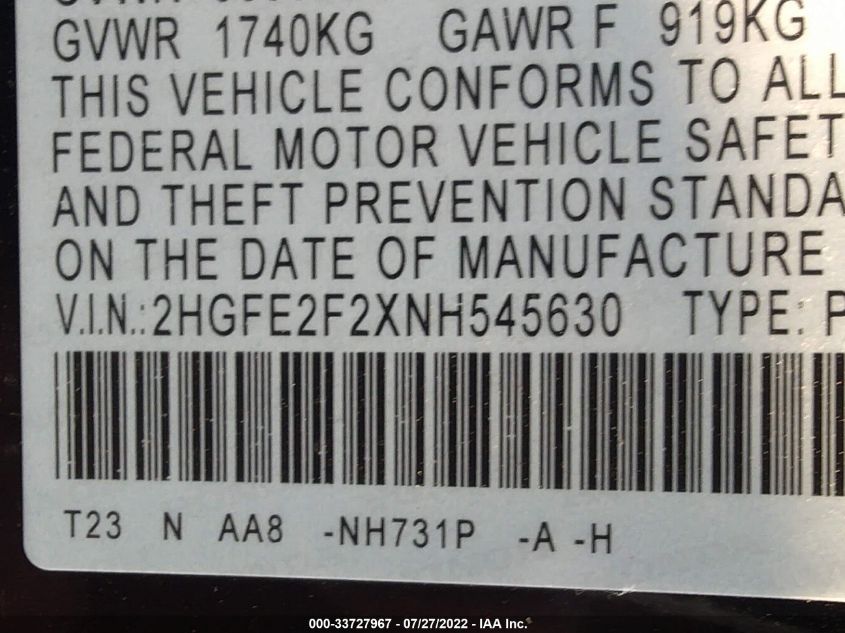 GVWR 1740KG GAWR F 919KG
THIS VEHICLE CONFORMS TO ALL
FEDERAL MOTOR VEHICLE SAFET
AND THEFT PREVENTION STANDA
ON THE DATE OF MANUFACTURE
V.I.N.: 2HGFE2F2XNH545630 TYPE: P
T23 N AA8 -NH731P -A -H
000-33727967 - 07/27/2022 - IAA Inc.